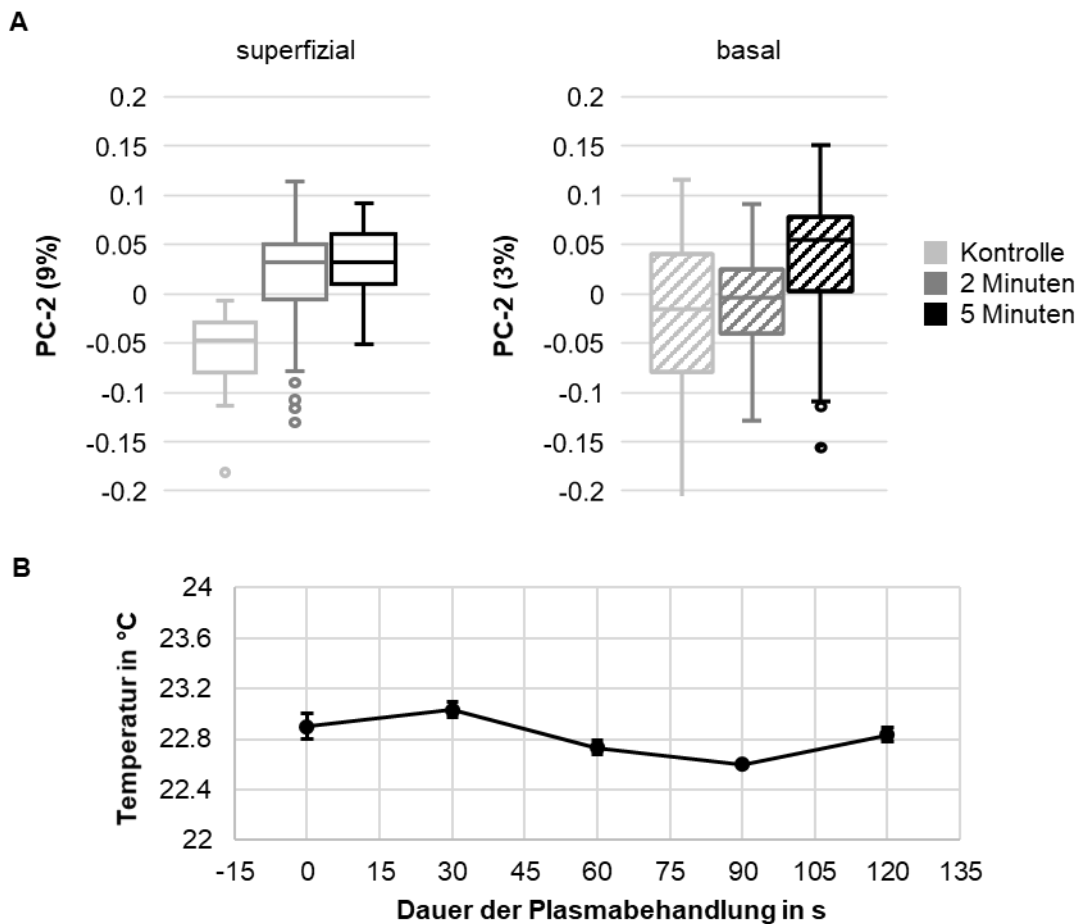 A
superfizial
basal
0.2
0.15
0.1
0.05
0
-0.05
-0.1
-0.15
-0.2
PC-2 (9%)
0.2
0.15
0.1
0.05
0
-0.05
-0.1
-0.15
-0.2
PC-2 (3%)
Kontrolle
2 Minuten
5 Minuten
B
24
23.6
23.2
22.8
22.4
22
Temperatur in °C
-15 0 15 30 45 60 75 90 105 120 135
Dauer der Plasmabehandlung in s